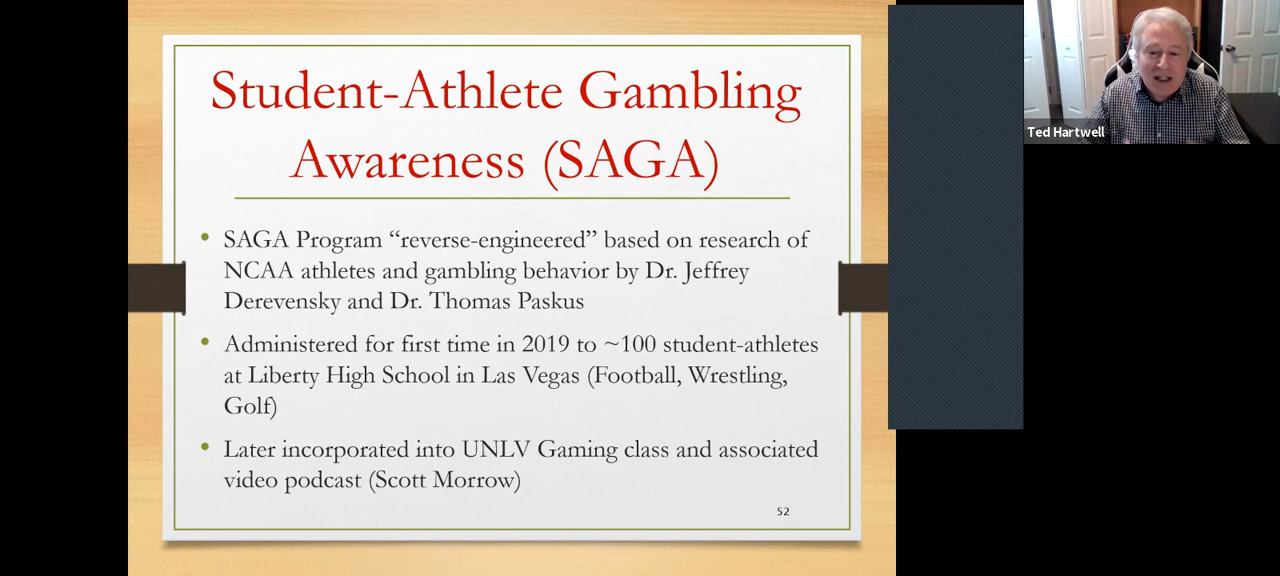 Student-Athlete Gambling
Awareness (SAGA)
• SAGA Program “reverse-engineered” based on research of
NCAA athletes and gambling behavior by Dr. Jeffrey
Derevensky and Dr. Thomas Paskus
• Administered for first time in 2019 to ~100 student-athletes
at Liberty High School in Las Vegas (Football, Wrestling,
Golf)
• Later incorporated into UNLV Gaming class and associated
video podcast (Scott Morrow)
52
Ted Hartwell